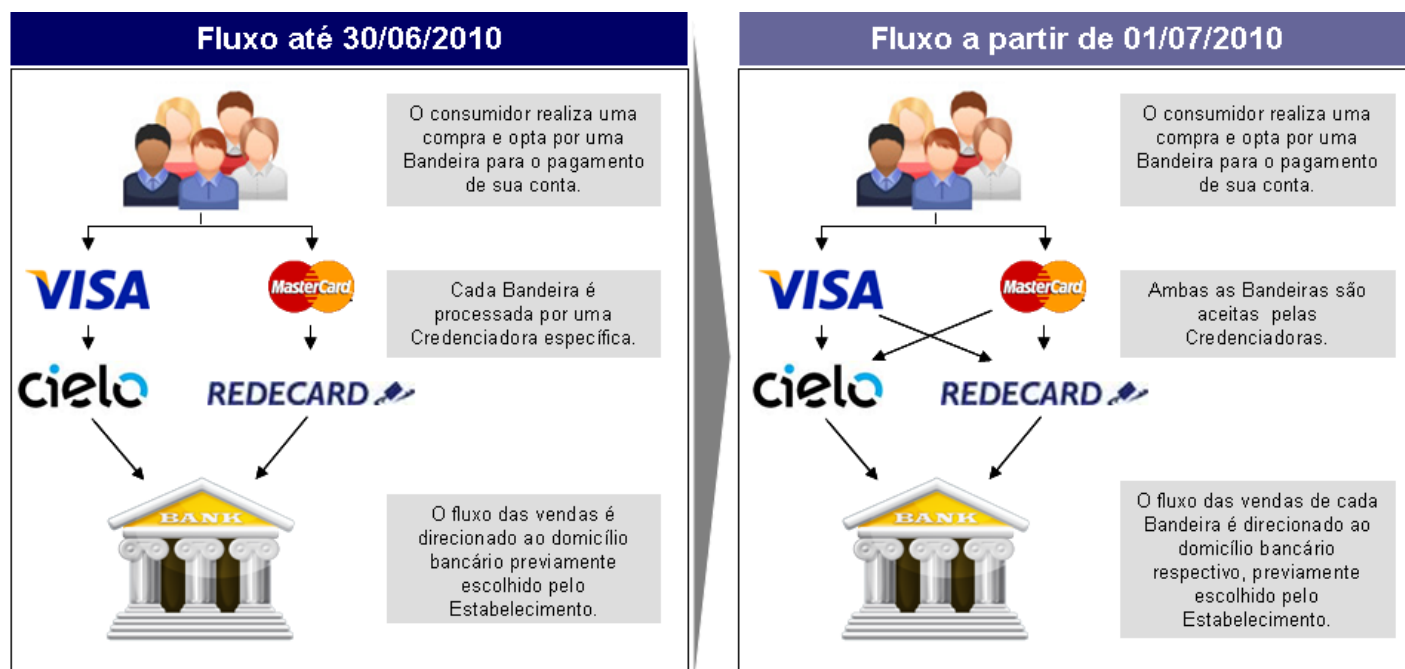 Fluxo até 30/06/2010
O consumidor realiza uma
compra e opta por uma
Bandeira para o pagamento
de sua conta.
VISA
MasterCard
Cada Bandeira é
processada por uma
Credenciadora específica.
cielo
REDECARD
BANK
O fluxo das vendas é
direcionado ao domicílio
bancário previamente
escolhido pelo
Estabelecimento.
Fluxo a partir de 01/07/2010
O consumidor realiza uma
compra e opta por uma
Bandeira para o pagamento
de sua conta.
VISA
MasterCard
Ambas as Bandeiras são
aceitas pelas
Credenciadoras.
cielo
REDECARD
BANK
O fluxo das vendas de cada
Bandeira é direcionado ao
domicílio bancário
respectivo, previamente
escolhido pelo
Estabelecimento.